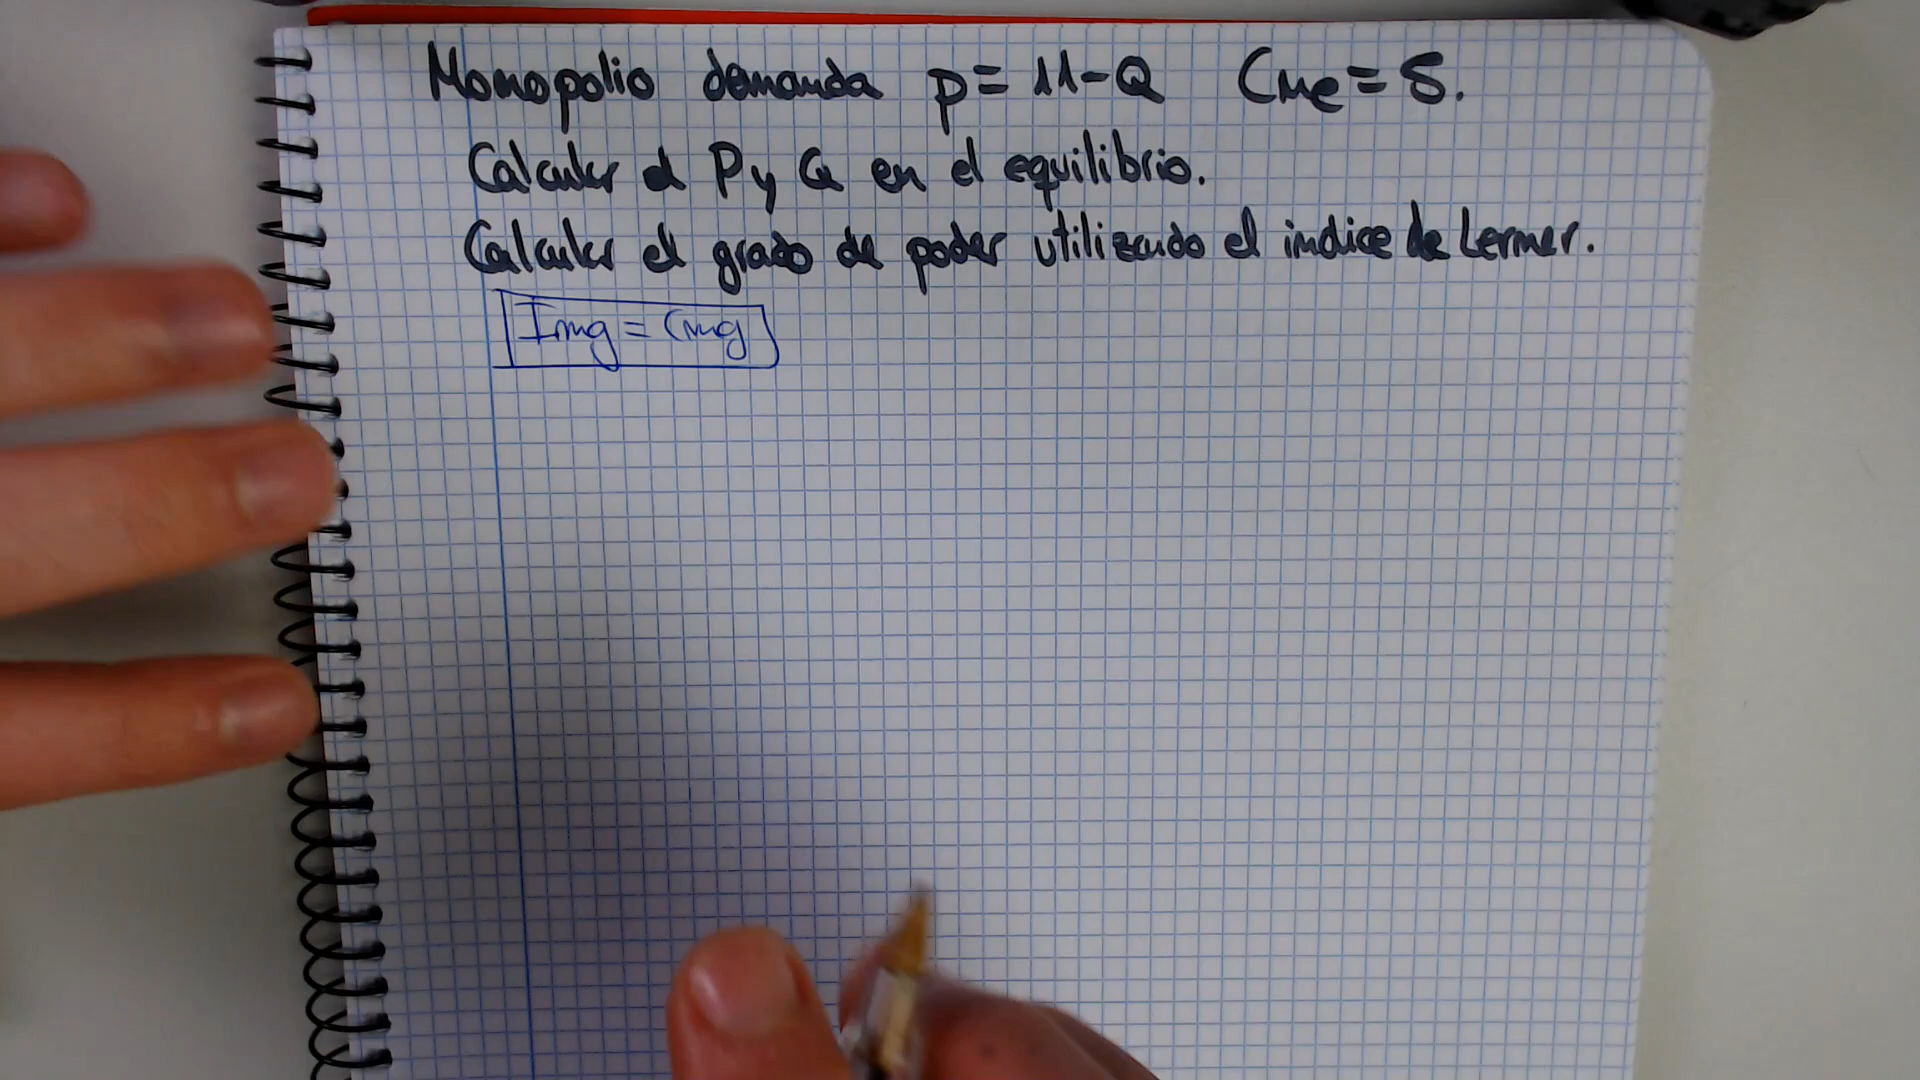 Monopolio demanda p = 11-Q CMe = 5.
Calcular el P y Q en el equilibrio.
Calcular el grado de poder utilizando el indice de Lerner.
Img = Cmg